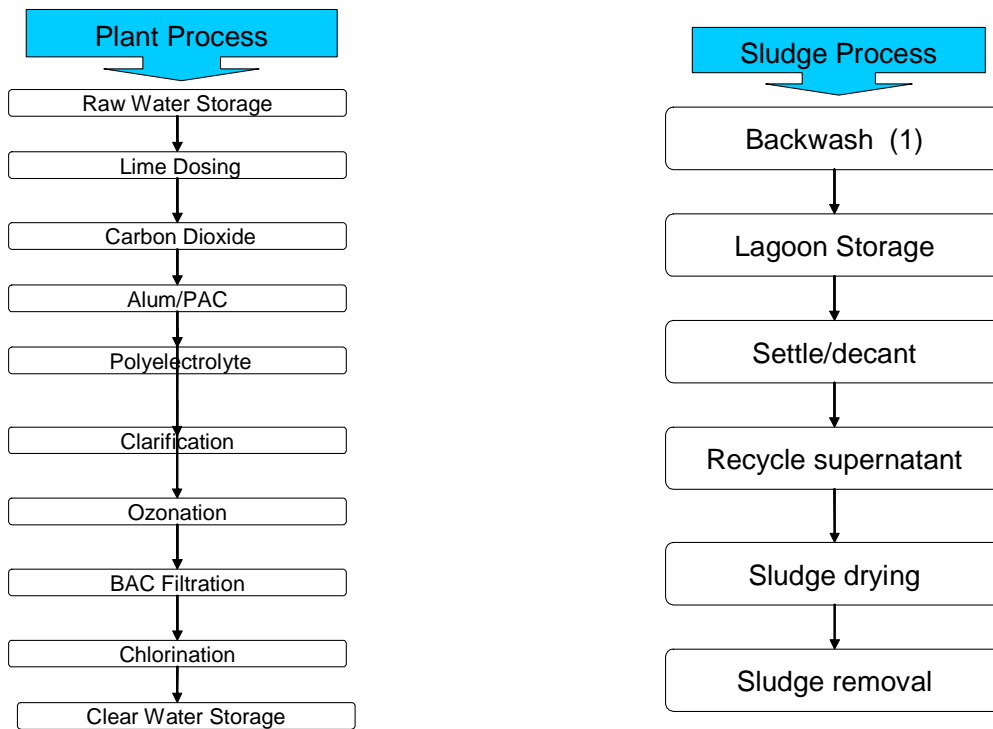 Plant Process
Raw Water Storage
Lime Dosing
Carbon Dioxide
Alum/PAC
Polyelectrolyte
Clarification
Ozonation
BAC Filtration
Chlorination
Clear Water Storage
Sludge Process
Backwash (1)
Lagoon Storage
Settle/decant
Recycle supernatant
Sludge drying
Sludge removal